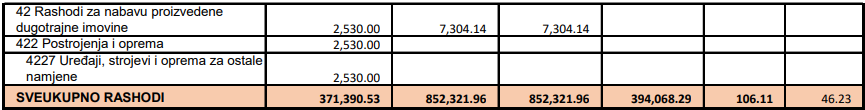 42 Rashodi za nabavu proizvedene
dugotrajne imovine 2,530.00 7,304.14 7,304.14
422 Postrojenja i oprema 2,530.00
4227 Uređaji, strojevi i oprema za ostale
namjene 2,530.00
SVEUKUPNO RASHODI 371,390.53 852,321.96 852,321.96 394,068.29 106.11 46.23